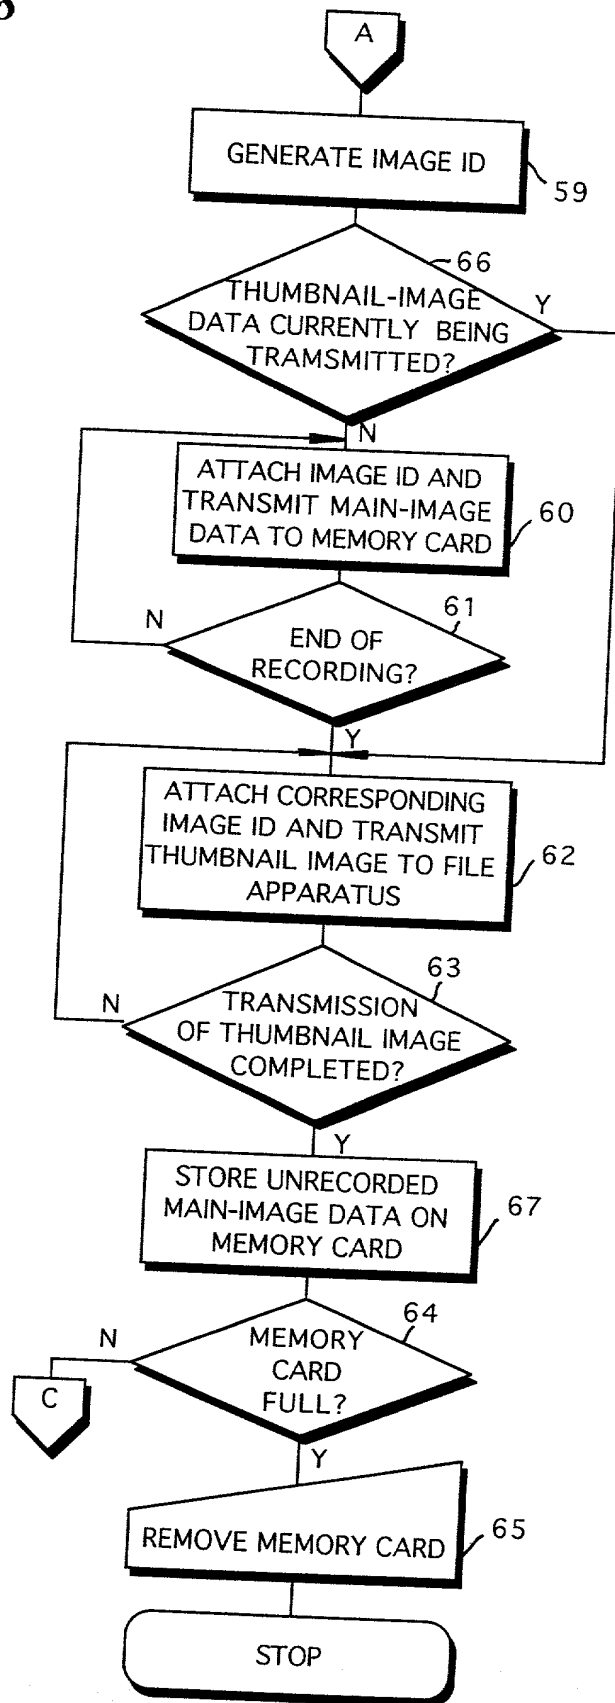 A
GENERATE IMAGE ID
59
66
THUMBNAIL-IMAGE
DATA CURRENTLY BEING
TRAMSMITTED?
Y
N
ATTACH IMAGE ID AND
TRANSMIT MAIN-IMAGE
DATA TO MEMORY CARD
60
61
N
END OF
RECORDING?
Y
ATTACH CORRESPONDING
IMAGE ID AND TRANSMIT
THUMBNAIL IMAGE TO FILE
APPARATUS
62
63
N
TRANSMISSION
OF THUMBNAIL IMAGE
COMPLETED?
Y
STORE UNRECORDED
MAIN-IMAGE DATA ON
MEMORY CARD
67
64
N
MEMORY
CARD
FULL?
C
Y
REMOVE MEMORY CARD
65
STOP